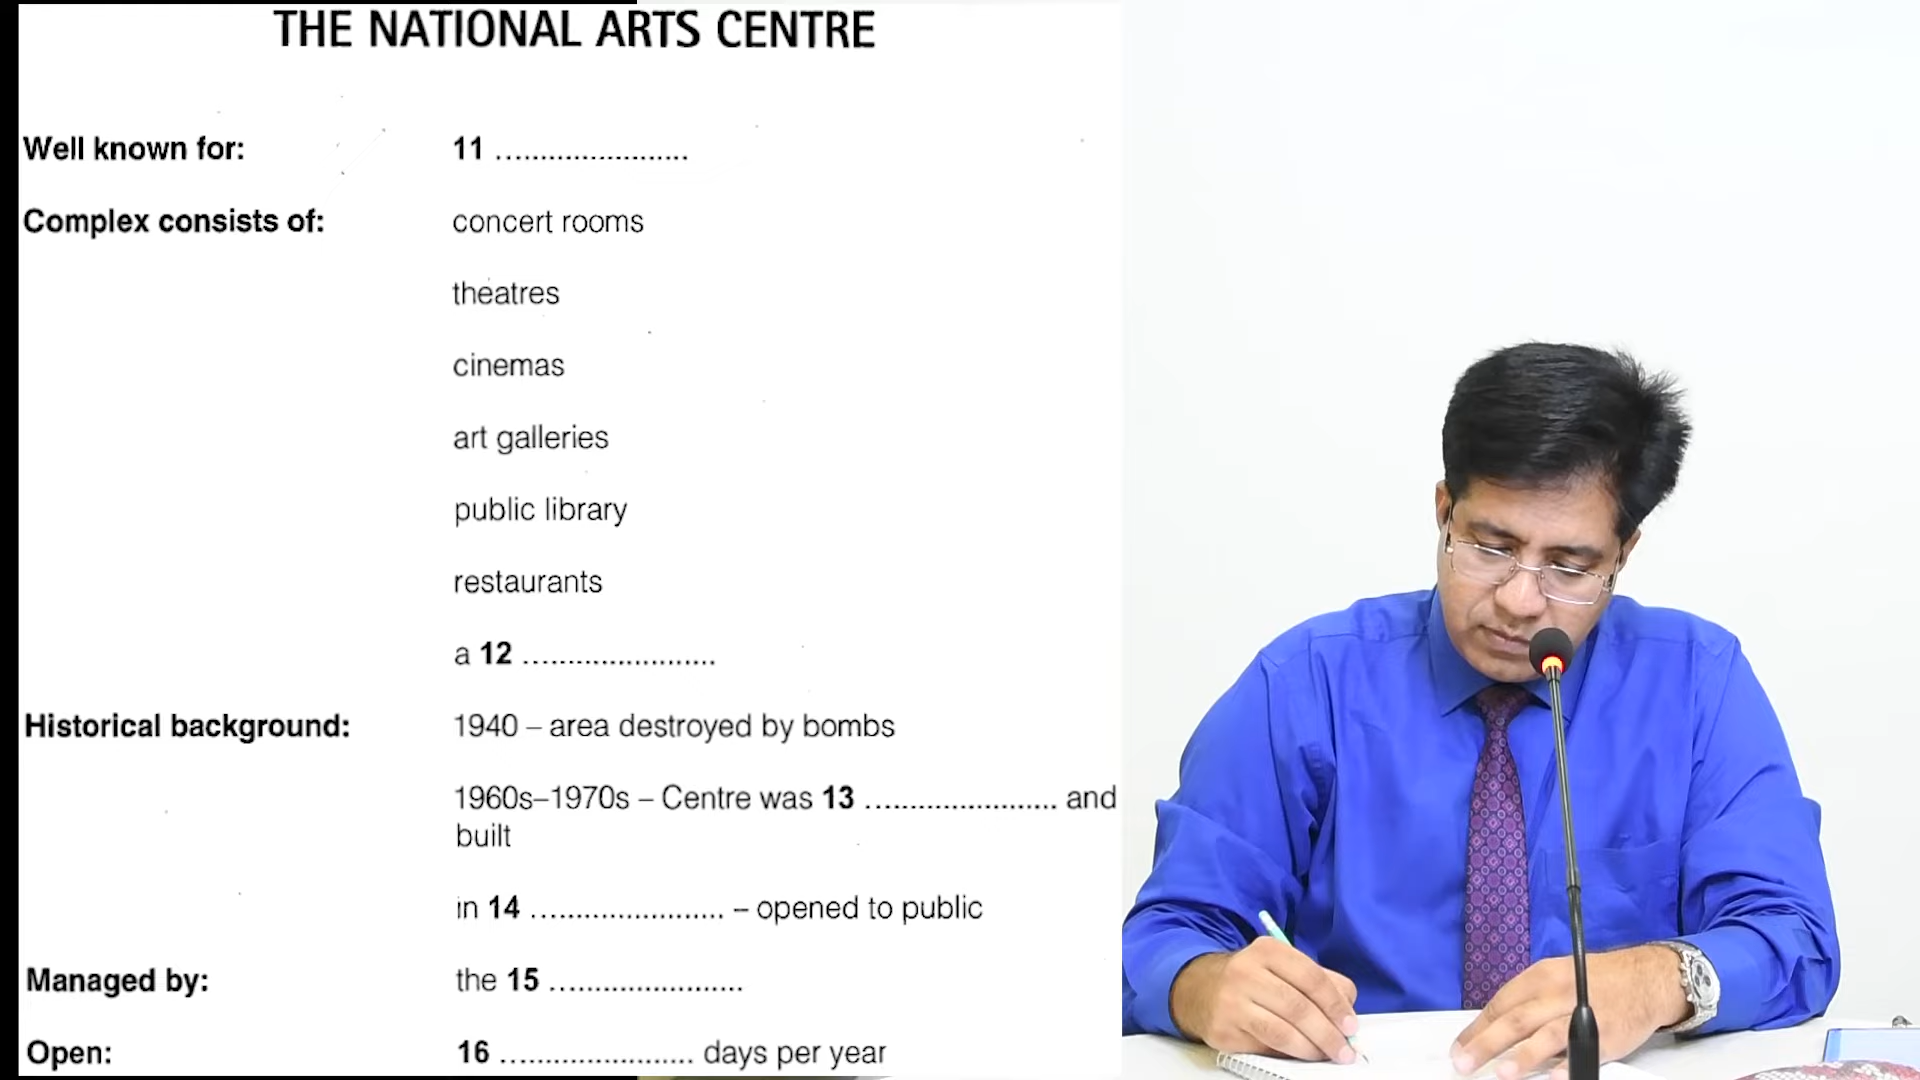 THE NATIONAL ARTS CENTRE
Well known for: 11 ........................
Complex consists of: concert rooms
theatres
cinemas
art galleries
public library
restaurants
a 12 ........................
Historical background: 1940 – area destroyed by bombs
1960s–1970s – Centre was 13 ........................ and
built
in 14 ........................ – opened to public
Managed by: the 15 ........................
Open: 16 ........................ days per year